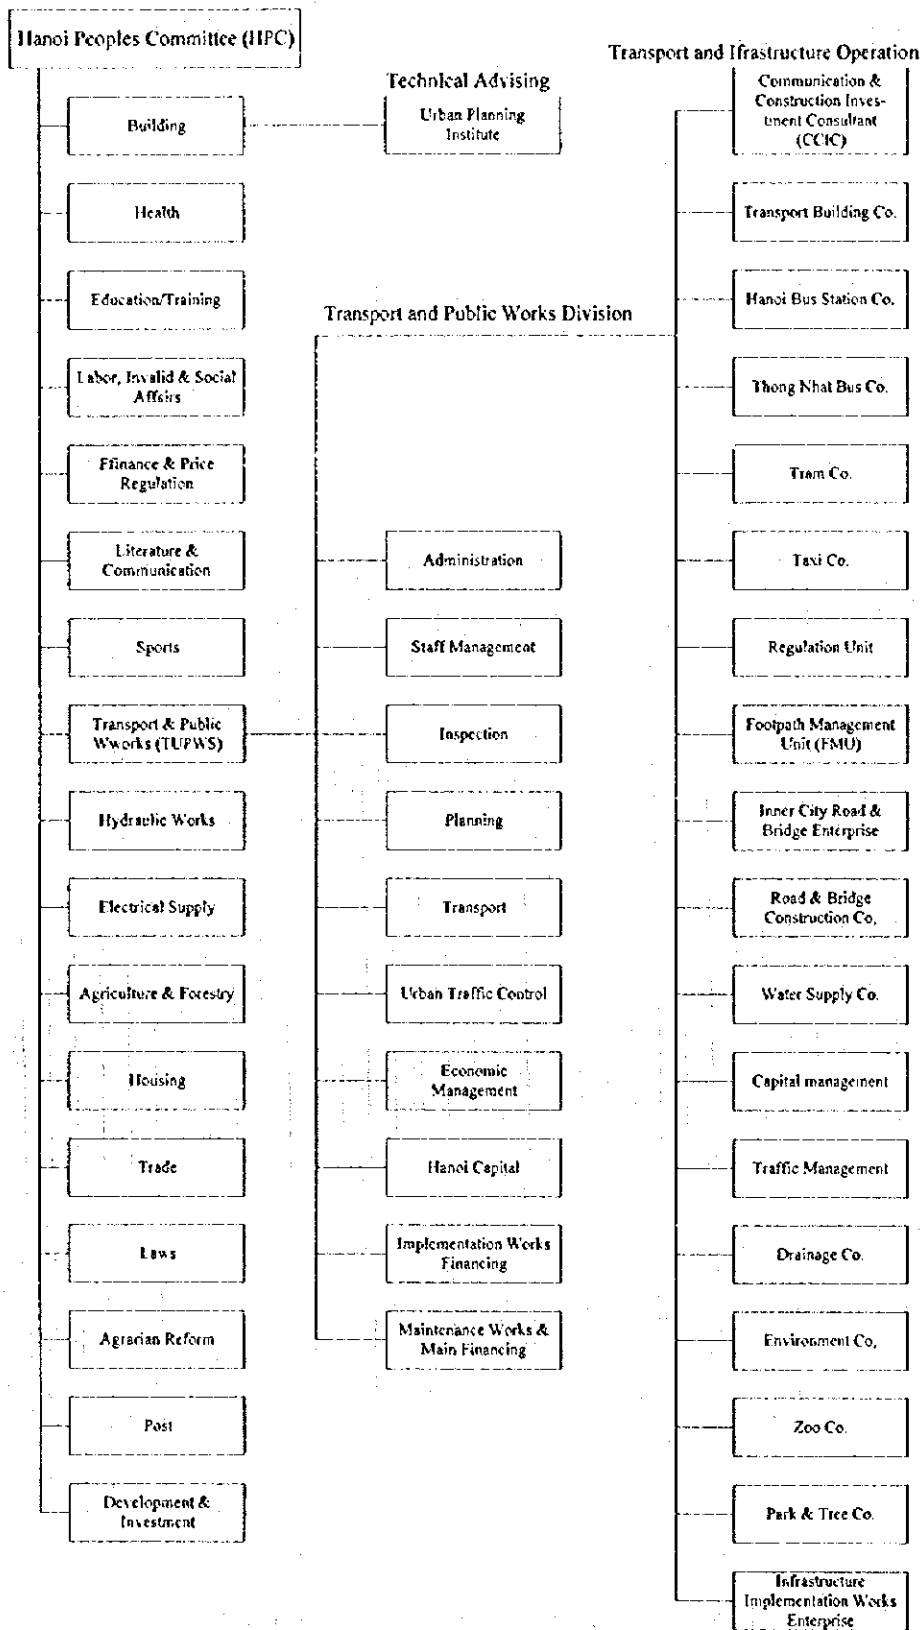 Hanoi Peoples Committee (HPC)
Building
Health
Education/Training
Labor, Invalid & Social
Affairs
Ffinance & Price
Regulation
Literature &
Communication
Sports
Transport & Public
Wworks (TUPWS)
Hydraulic Works
Electrical Supply
Agriculture & Forestry
Housing
Trade
Laws
Agrarian Reform
Post
Development &
Investment
Technical Advising
Urban Planning
Institute
Transport and Public Works Division
Administration
Staff Management
Inspection
Planning
Transport
Urban Traffic Control
Economic
Management
Hanoi Capital
Implementation Works
Financing
Maintenance Works &
Main Financing
Transport and Ifrastructure Operation
Communication &
Construction Inves-
tment Consultant
(CCIC)
Transport Building Co.
Hanoi Bus Station Co.
Thong Nhat Bus Co.
Tram Co.
Taxi Co.
Regulation Unit
Footpath Management
Unit (FMU)
Inner City Road &
Bridge Enterprise
Road & Bridge
Construction Co,
Water Supply Co.
Capital management
Traffic Management
Drainage Co.
Environment Co,
Zoo Co.
Park & Tree Co.
Infrastructure
Implementation Works
Enterprise